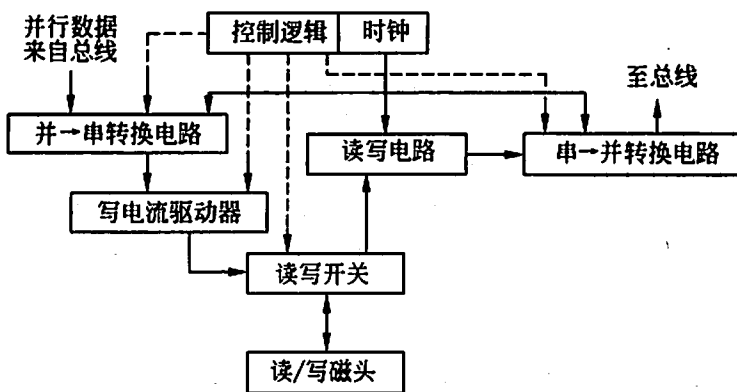 并行数据
来自总线
控制逻辑
时钟
至总线
并→串转换电路
读写电路
串→并转换电路
写电流驱动器
读写开关
读/写磁头